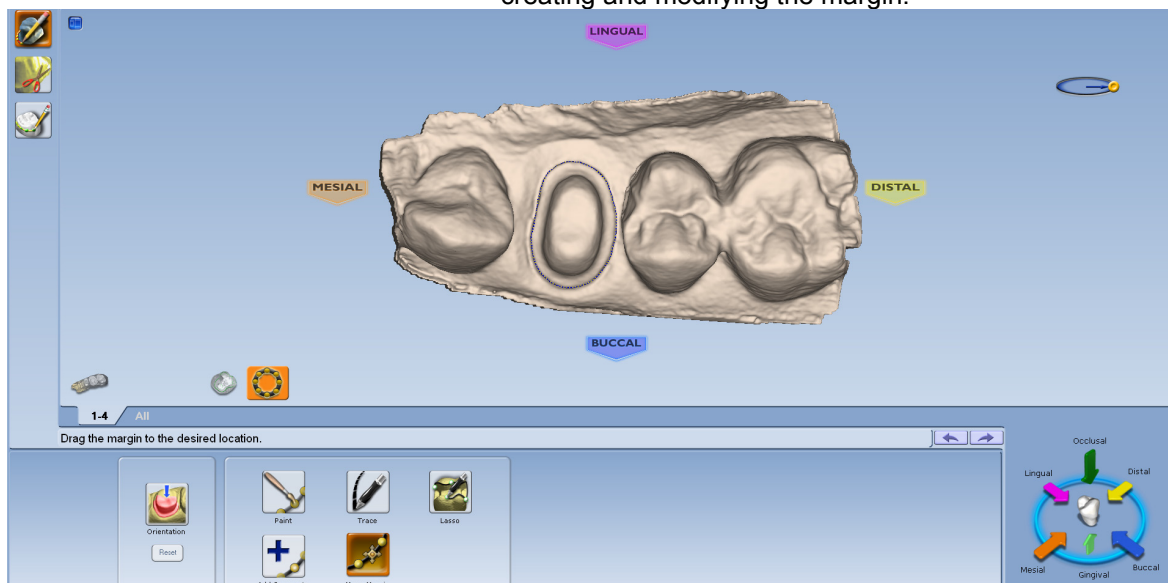 creating and modifying the margin.
LINGUAL
MESIAL
DISTAL
BUCCAL
1-4 All
Drag the margin to the desired location.
Occlusal
Lingual
Distal
Orientation
Paint
Trace
Lasso
Reset
Mesial
Gingival
Buccal